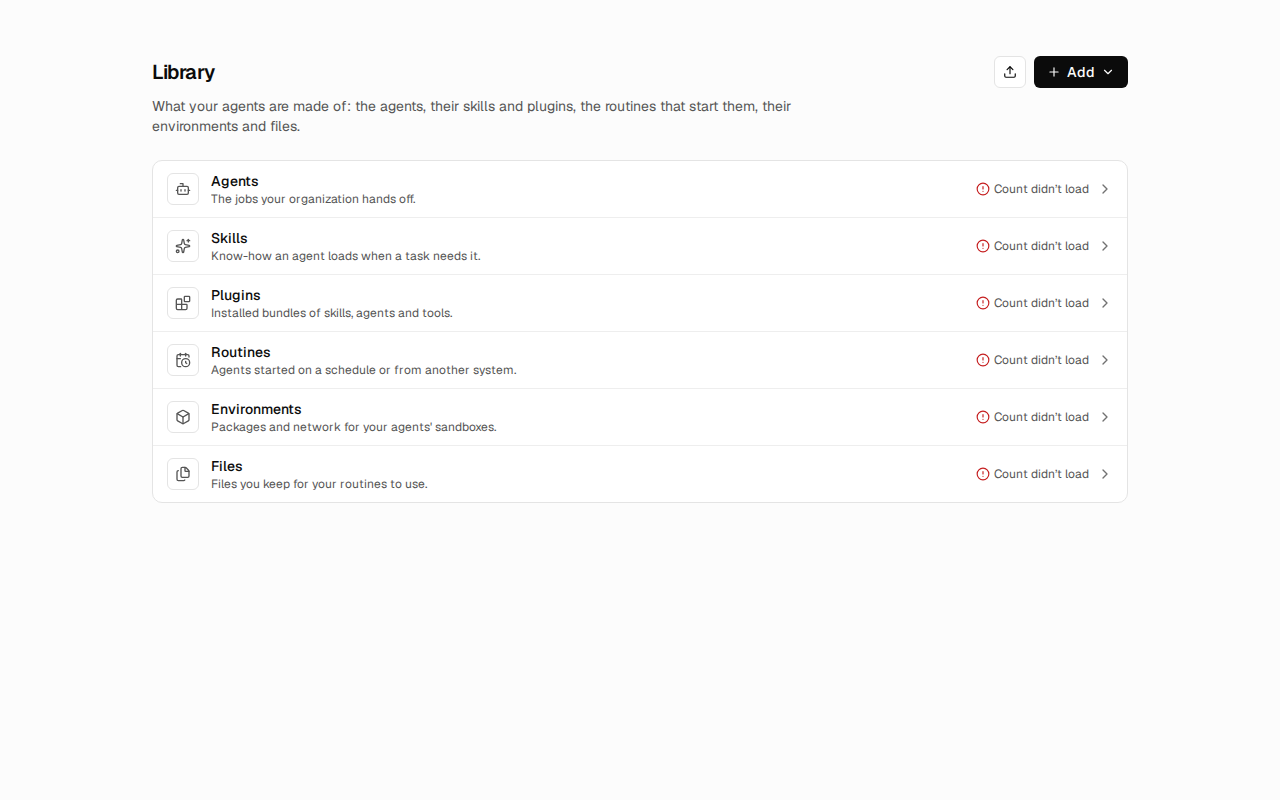 Library
Add
What your agents are made of: the agents, their skills and plugins, the routines that start them, their
environments and files.
Agents
The jobs your organization hands off.
Count didn't load
Skills
Know-how an agent loads when a task needs it.
Count didn't load
Plugins
Installed bundles of skills, agents and tools.
Count didn't load
Routines
Agents started on a schedule or from another system.
Count didn't load
Environments
Packages and network for your agents' sandboxes.
Count didn't load
Files
Files you keep for your routines to use.
Count didn't load